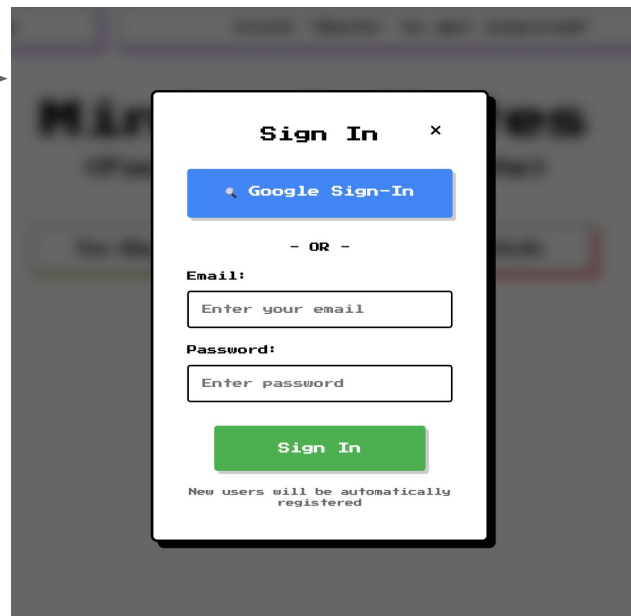 Sign In ×
🔍 Google Sign-In
- OR -
Email:
Enter your email
Password:
Enter password
Sign In
New users will be automatically
registered